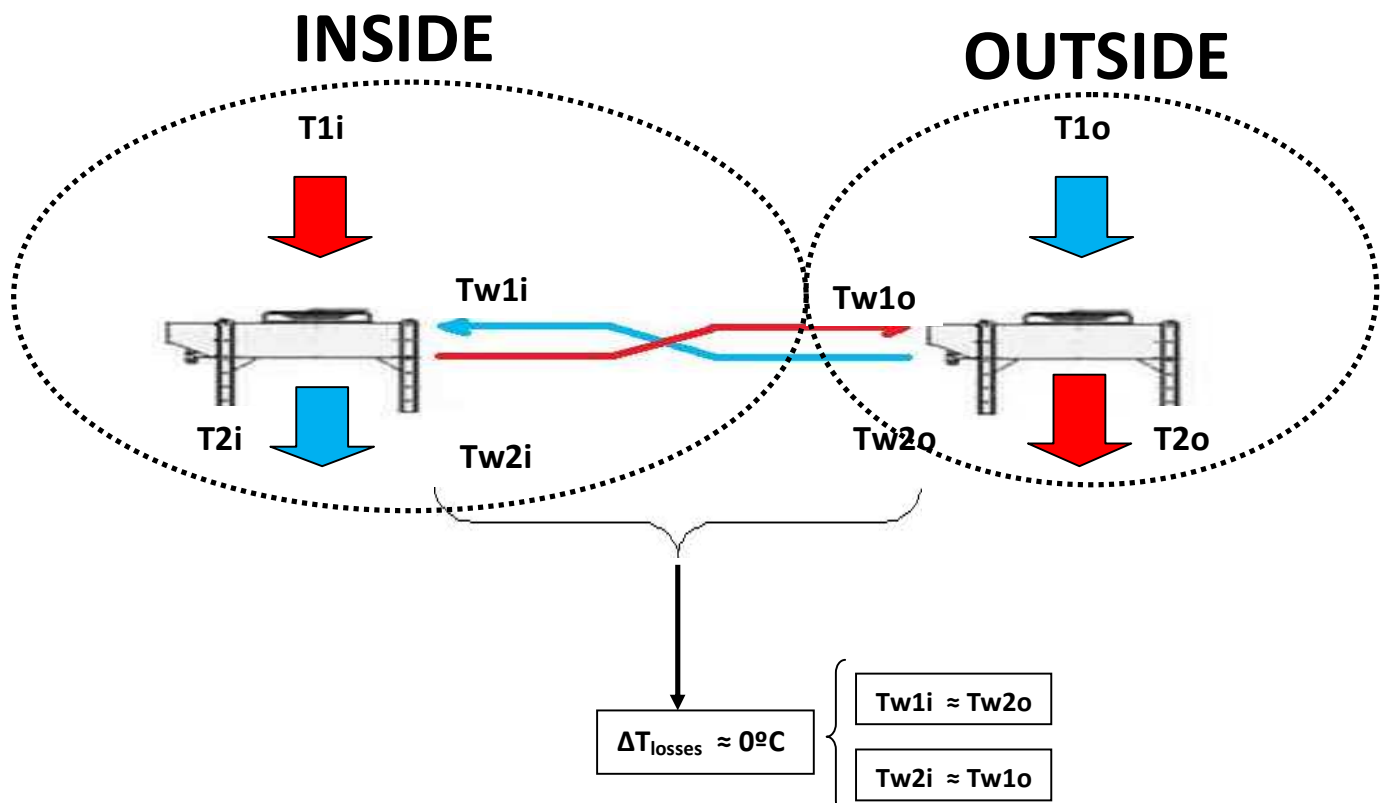 INSIDE
OUTSIDE
T1i
T1o
Tw1i
Tw1o
T2i
Tw2i
Tw2o
T2o
ΔTlosses ≈ 0ºC
Tw1i ≈ Tw2o
Tw2i ≈ Tw1o